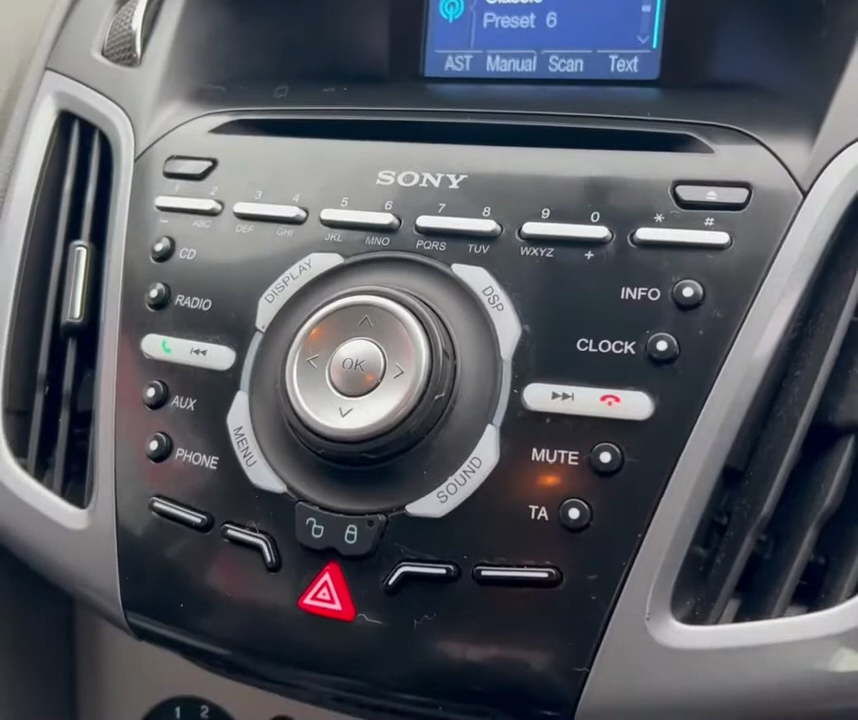 Preset 6
AST Manual Scan Text
SONY
1 2 3 4 5 6 7 8 9 0 * #
ABC DEF GHI JKL MNO PQRS TUV WXYZ +
CD
RADIO
AUX
PHONE
DISPLAY
DSP
OK
MENU
SOUND
INFO
CLOCK
MUTE
TA
1 2